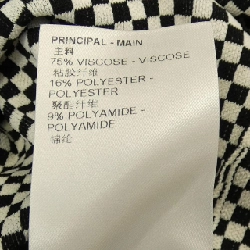 PRINCIPAL - MAIN
主料
75% VISCOSE - VISCOSE
粘胶纤维
16% POLYESTER -
POLYESTER
聚酯纤维
9% POLYAMIDE -
POLYAMIDE
锦纶